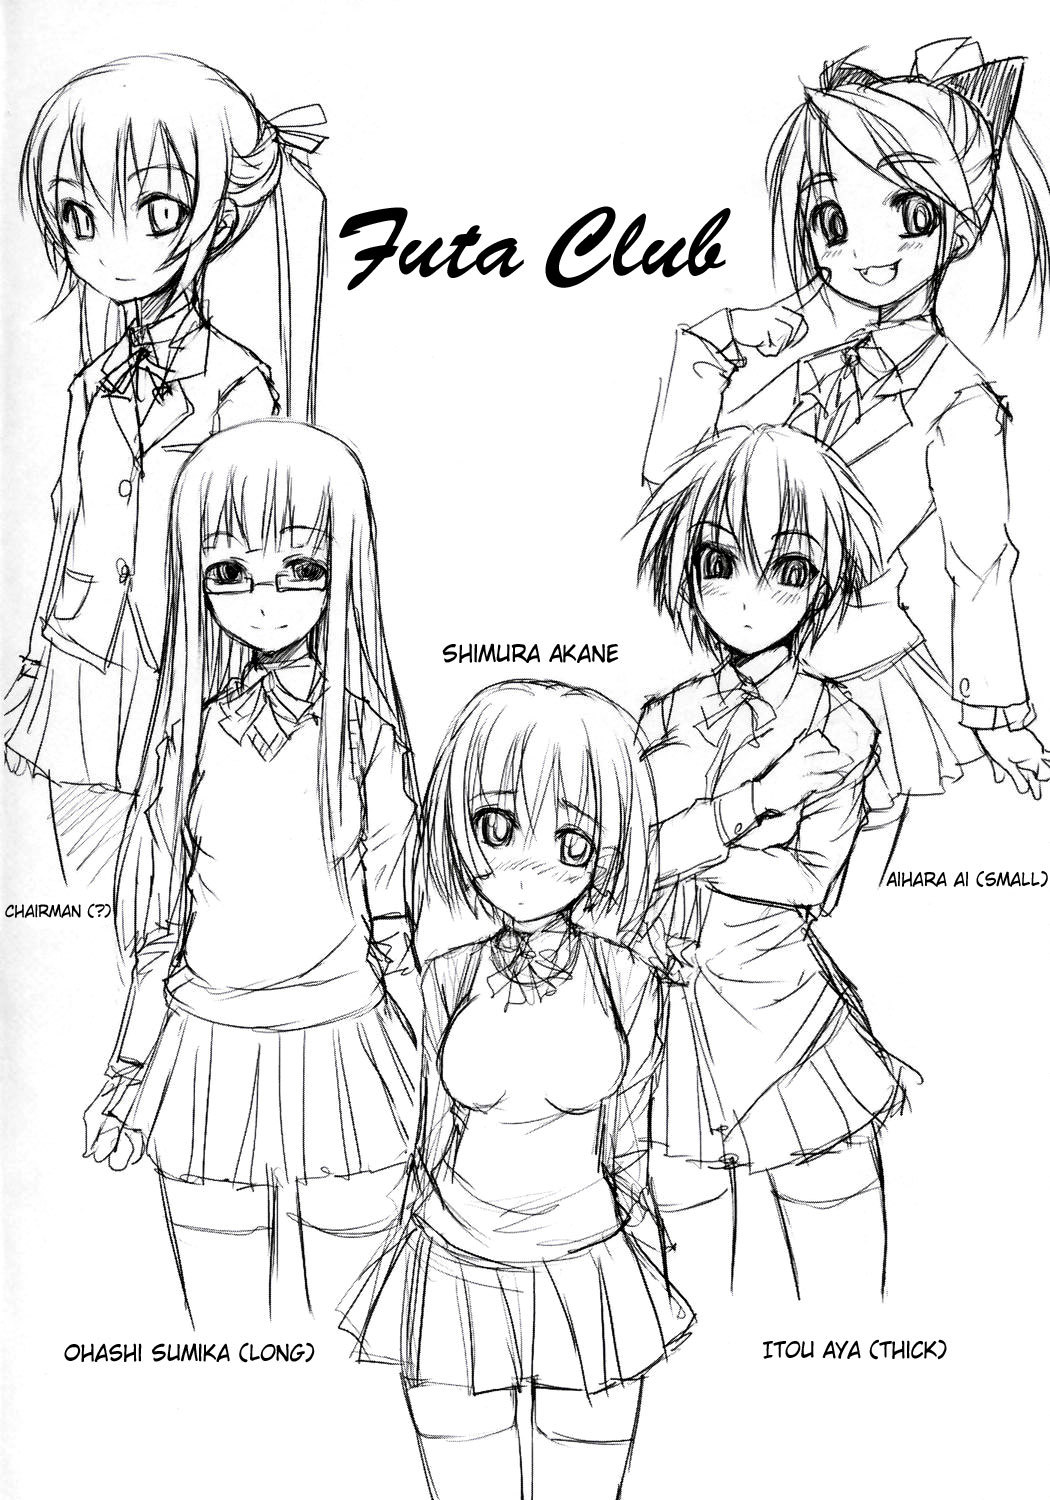 Futa Club
SHIMURA AKANE
AIHARA AI (SMALL)
CHAIRMAN (?)
OHASHI SUMIKA (LONG)
ITOU AYA (THICK)